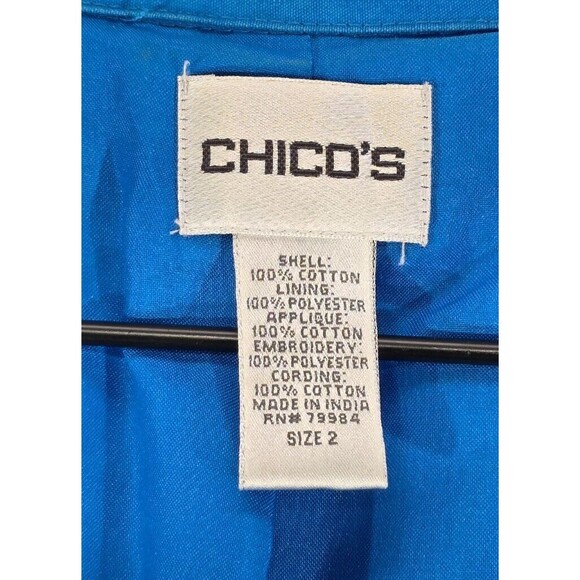 CHICO'S
SHELL:
100% COTTON
LINING:
100% POLYESTER
APPLIQUE:
100% COTTON
EMBROIDERY:
100% POLYESTER
CORDING:
100% COTTON
MADE IN INDIA
RN# 79984
SIZE 2